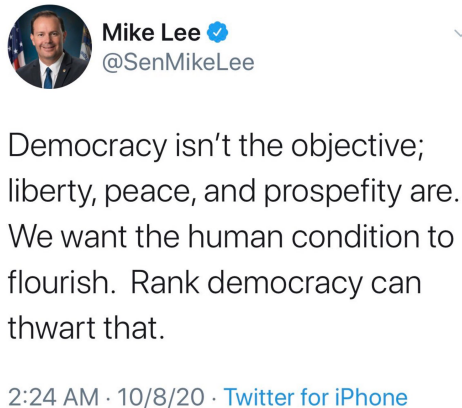 Mike Lee
@SenMikeLee
Democracy isn't the objective;
liberty, peace, and prospefity are.
We want the human condition to
flourish.  Rank democracy can
thwart that.
2:24 AM · 10/8/20 · Twitter for iPhone